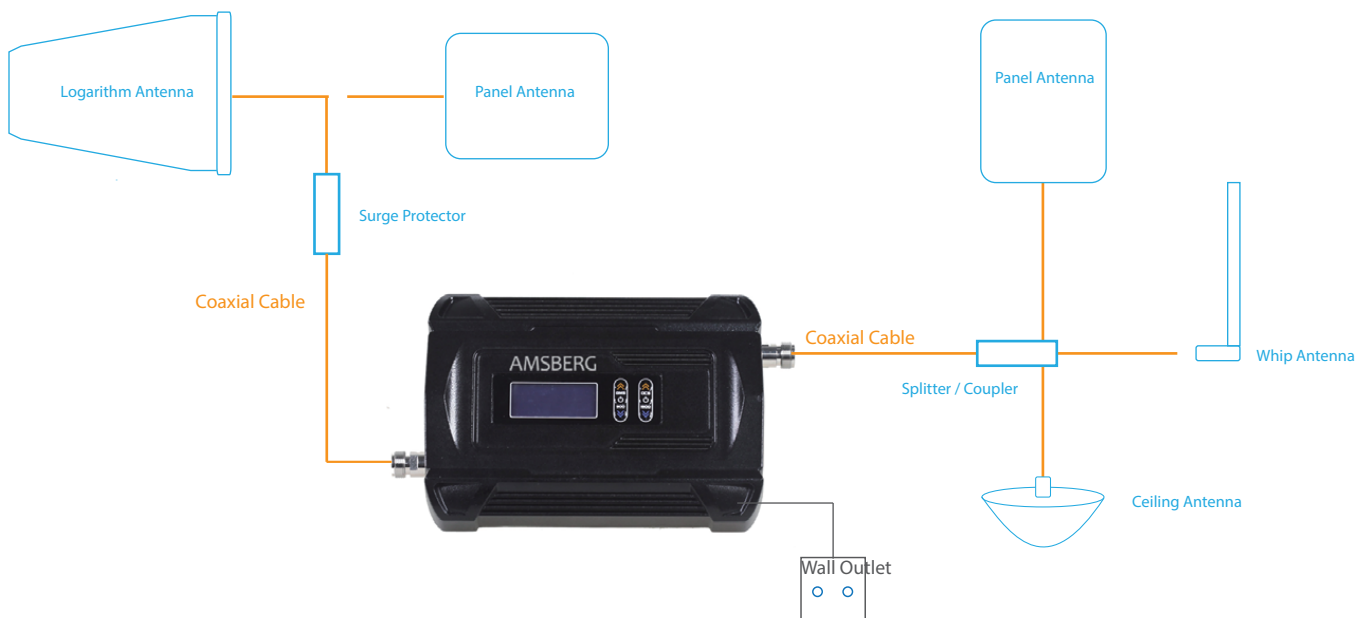 Logarithm Antenna
Panel Antenna
Panel Antenna
Surge Protector
Coaxial Cable
Coaxial Cable
Whip Antenna
Splitter / Coupler
AMSBERG
Ceiling Antenna
Wall Outlet